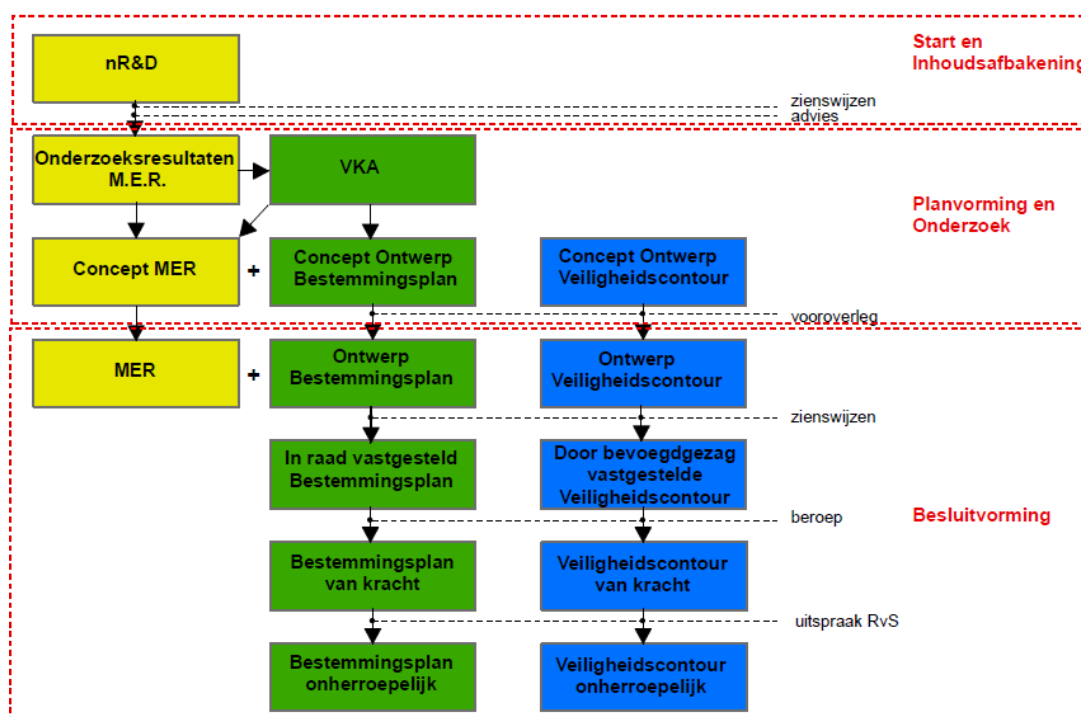 nR&D
Start en
Inhoudsafbakening
zienswijzen
advies
Onderzoeksresultaten
M.E.R.
VKA
Planvorming en
Onderzoek
Concept MER
+
Concept Ontwerp
Bestemmingsplan
Concept Ontwerp
Veiligheidscontour
vooroverleg
MER
+
Ontwerp
Bestemmingsplan
Ontwerp
Veiligheidscontour
zienswijzen
In raad vastgesteld
Bestemmingsplan
Door bevoegdgezag
vastgestelde
Veiligheidscontour
beroep
Besluitvorming
Bestemmingsplan
van kracht
Veiligheidscontour
van kracht
uitspraak RvS
Bestemmingsplan
onherroepelijk
Veiligheidscontour
onherroepelijk